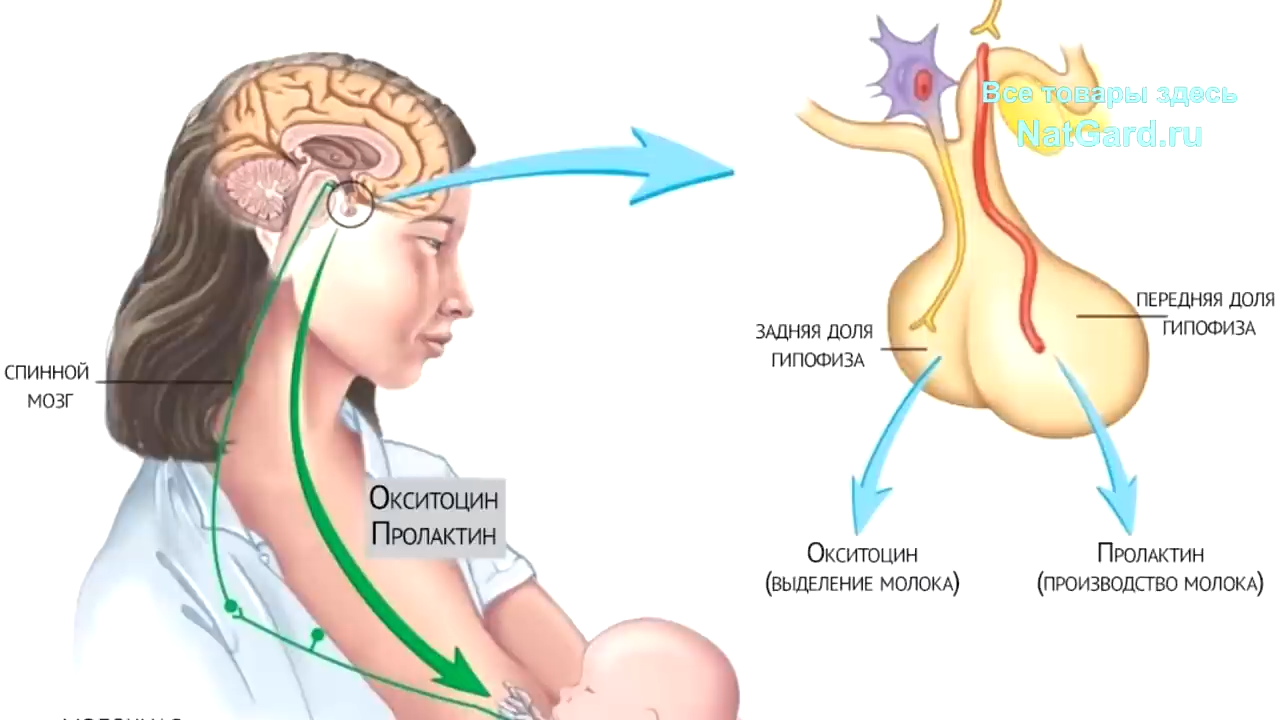 Все товары здесь
NatGard.ru
ПЕРЕДНЯЯ ДОЛЯ
ГИПОФИЗА
ЗАДНЯЯ ДОЛЯ
ГИПОФИЗА
СПИННОЙ
МОЗГ
ОКСИТОЦИН
ПРОЛАКТИН
ОКСИТОЦИН
(ВЫДЕЛЕНИЕ МОЛОКА)
ПРОЛАКТИН
(ПРОИЗВОДСТВО МОЛОКА)